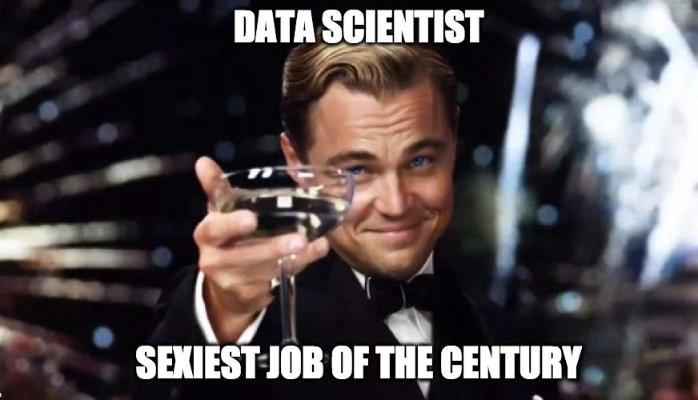 DATA SCIENTIST
SEXIEST JOB OF THE CENTURY